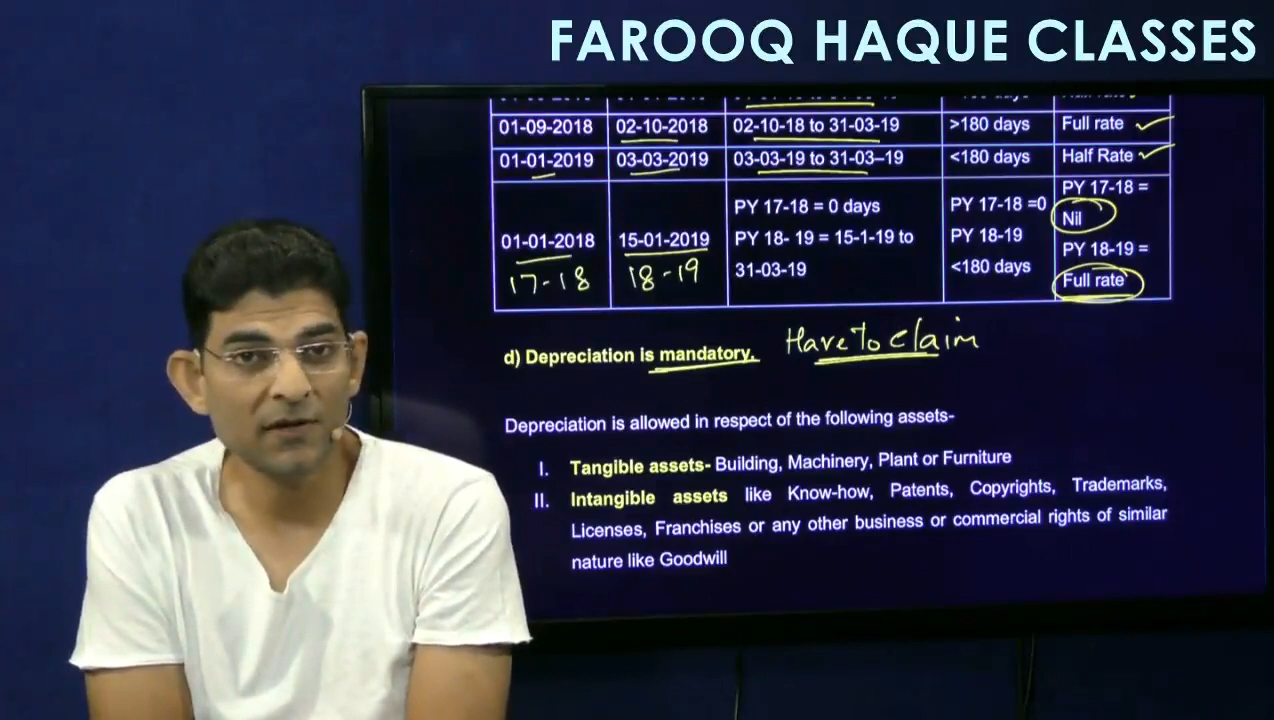 FAROOQ HAQUE CLASSES
01-09-2018 02-10-2018 02-10-18 to 31-03-19 >180 days Full rate
01-01-2019 03-03-2019 03-03-19 to 31-03–19 <180 days Half Rate
01-01-2018 15-01-2019 PY 17-18 = 0 days PY 17-18 =0 PY 17-18 =
Nil
PY 18- 19 = 15-1-19 to PY 18-19 PY 18-19 =
31-03-19 <180 days Full rate
17-18 18-19
d) Depreciation is mandatory. Have To claim
Depreciation is allowed in respect of the following assets-
I. Tangible assets- Building, Machinery, Plant or Furniture
II. Intangible assets like Know-how, Patents, Copyrights, Trademarks,
Licenses, Franchises or any other business or commercial rights of similar
nature like Goodwill